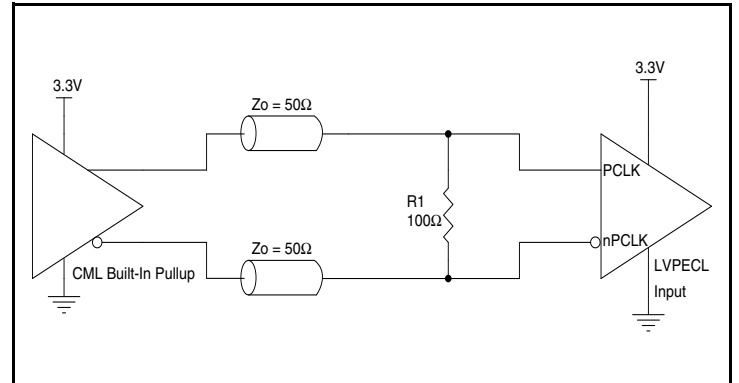 3.3V
3.3V
Zo = 50Ω
PCLK
R1
100Ω
nPCLK
Zo = 50Ω
CML Built-In Pullup
LVPECL
Input